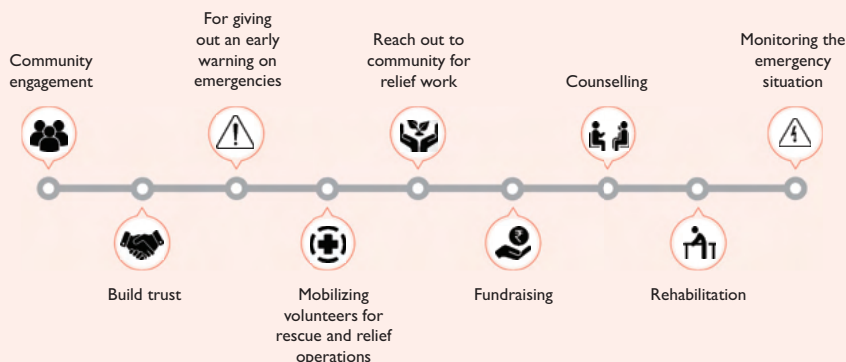 Community
engagement
For giving
out an early
warning on
emergencies
Reach out to
community for
relief work
Counselling
Monitoring the
emergency
situation
Build trust
Mobilizing
volunteers for
rescue and relief
operations
Fundraising
Rehabilitation